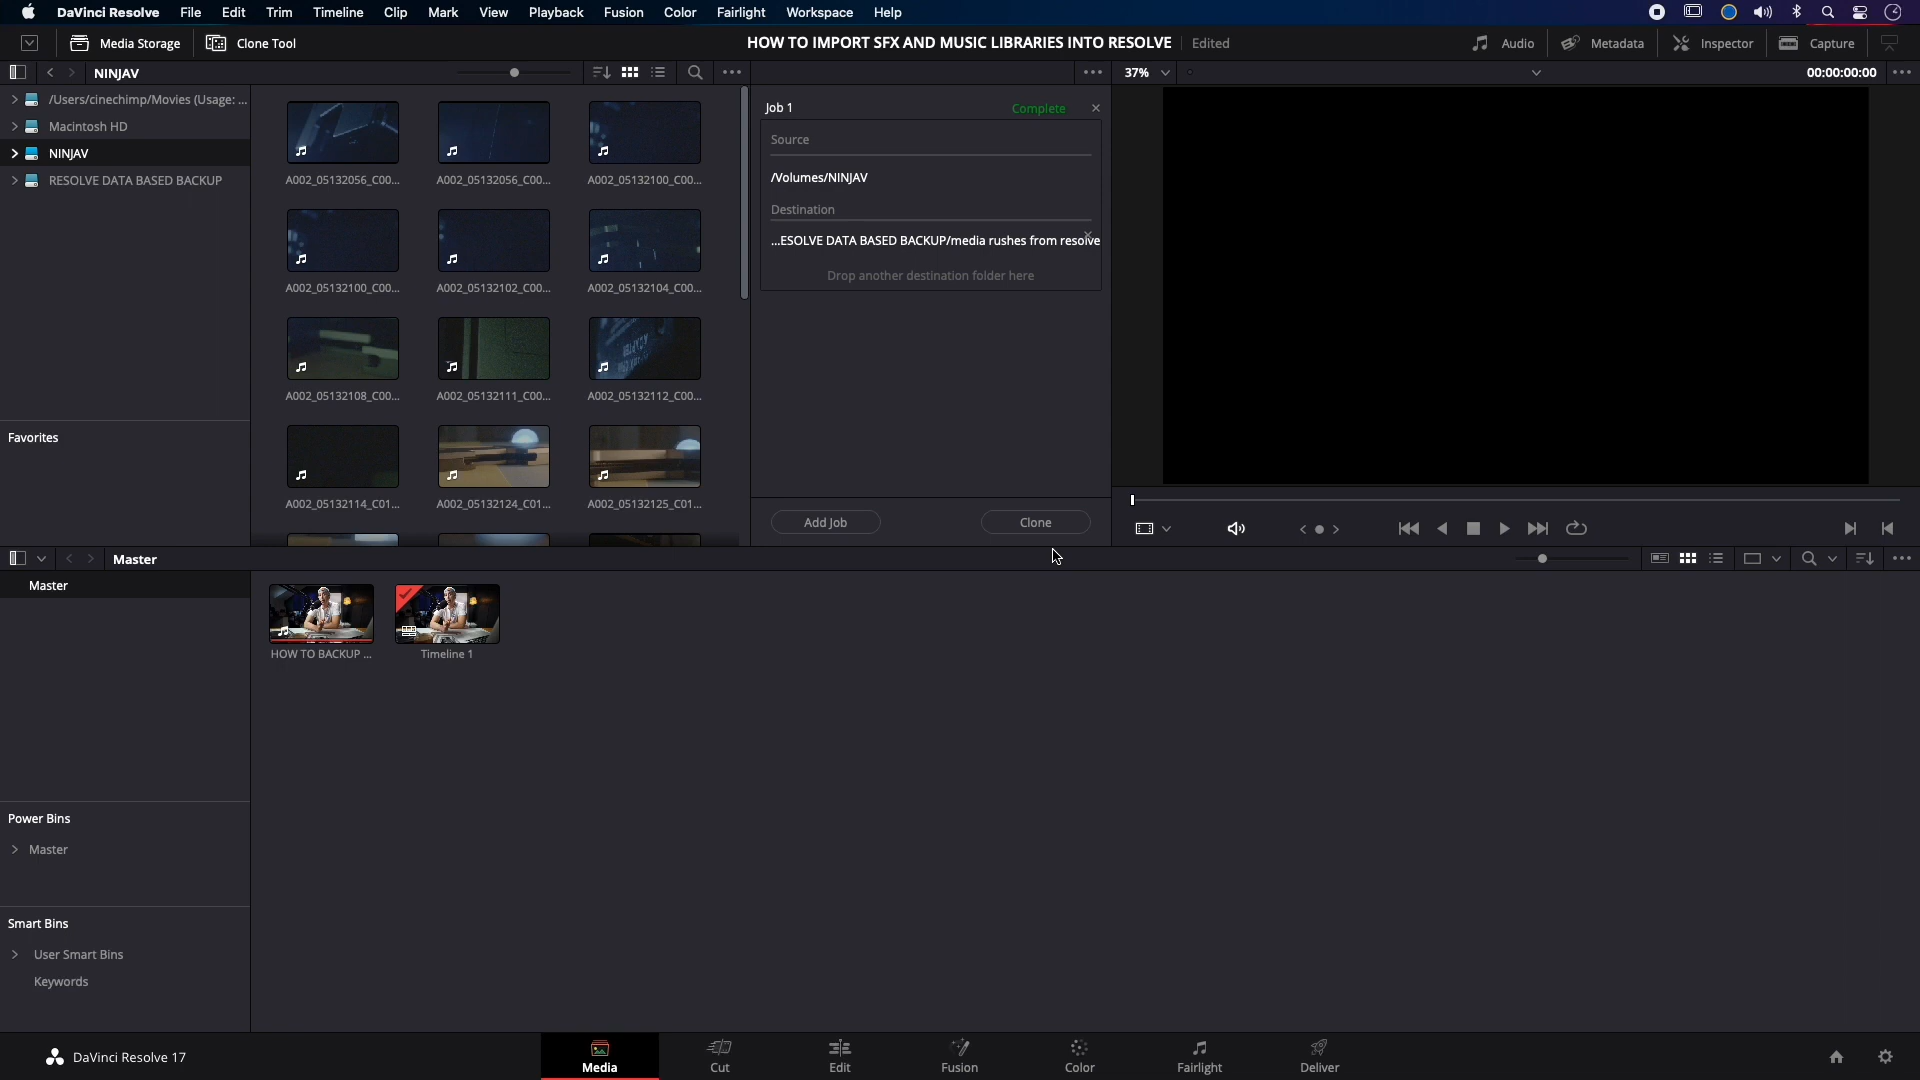 DaVinci Resolve File Edit Trim Timeline Clip Mark View Playback Fusion Color Fairlight Workspace Help
Media Storage Clone Tool HOW TO IMPORT SFX AND MUSIC LIBRARIES INTO RESOLVE Edited Audio Metadata Inspector Capture
NINJAV 37% 00:00:00:00
/Users/cinechimp/Movies (Usage: ...
Macintosh HD
NINJAV
RESOLVE DATA BASED BACKUP
Favorites
A002_05132056_C00... A002_05132056_C00... A002_05132100_C00...
A002_05132100_C00... A002_05132102_C00... A002_05132104_C00...
A002_05132108_C00... A002_05132111_C00... A002_05132112_C00...
A002_05132114_C01... A002_05132124_C01... A002_05132125_C01...
Job 1 Complete
Source
/Volumes/NINJAV
Destination
...ESOLVE DATA BASED BACKUP/media rushes from resolve
Drop another destination folder here
Add Job Clone
Master
Master
HOW TO BACKUP ... Timeline 1
Power Bins
Master
Smart Bins
User Smart Bins
Keywords
DaVinci Resolve 17 Media Cut Edit Fusion Color Fairlight Deliver